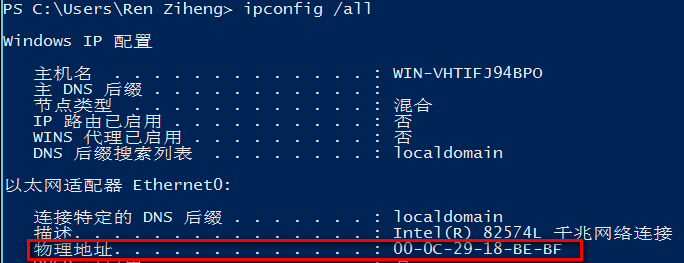 PS C:\Users\Ren Ziheng> ipconfig /all
Windows IP 配置
主机名 . . . . . . . . . . . . . : WIN-VHTIFJ94BPO
主 DNS 后缀 . . . . . . . . . . . :
节点类型 . . . . . . . . . . . . : 混合
IP 路由已启用 . . . . . . . . . . : 否
WINS 代理已启用 . . . . . . . . . : 否
DNS 后缀搜索列表 . . . . . . . . : localdomain
以太网适配器 Ethernet0:
连接特定的 DNS 后缀 . . . . . . . : localdomain
描述. . . . . . . . . . . . . . . : Intel(R) 82574L 千兆网络连接
物理地址. . . . . . . . . . . . . : 00-0C-29-18-BE-BF